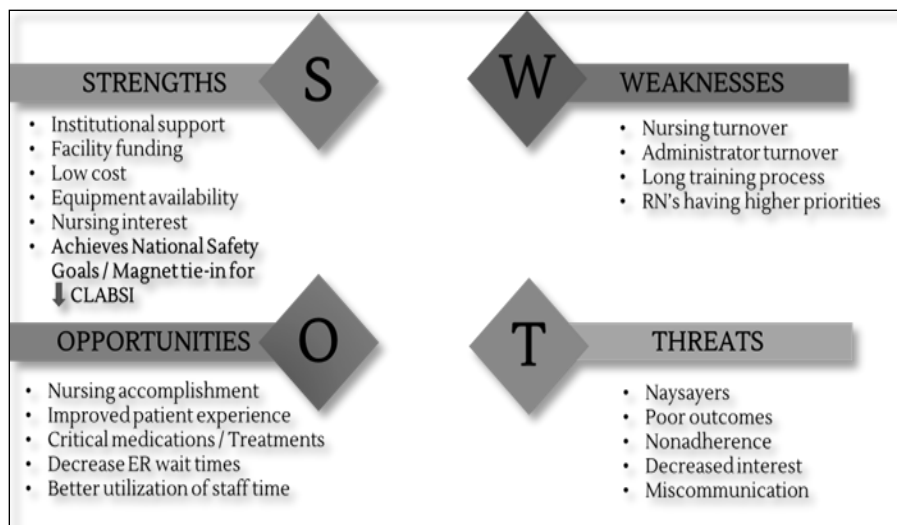 S
STRENGTHS
• Institutional support
• Facility funding
• Low cost
• Equipment availability
• Nursing interest
• Achieves National Safety
Goals / Magnet tie-in for
⬇ CLABSI
W
WEAKNESSES
• Nursing turnover
• Administrator turnover
• Long training process
• RN's having higher priorities
O
OPPORTUNITIES
• Nursing accomplishment
• Improved patient experience
• Critical medications / Treatments
• Decrease ER wait times
• Better utilization of staff time
T
THREATS
• Naysayers
• Poor outcomes
• Nonadherence
• Decreased interest
• Miscommunication